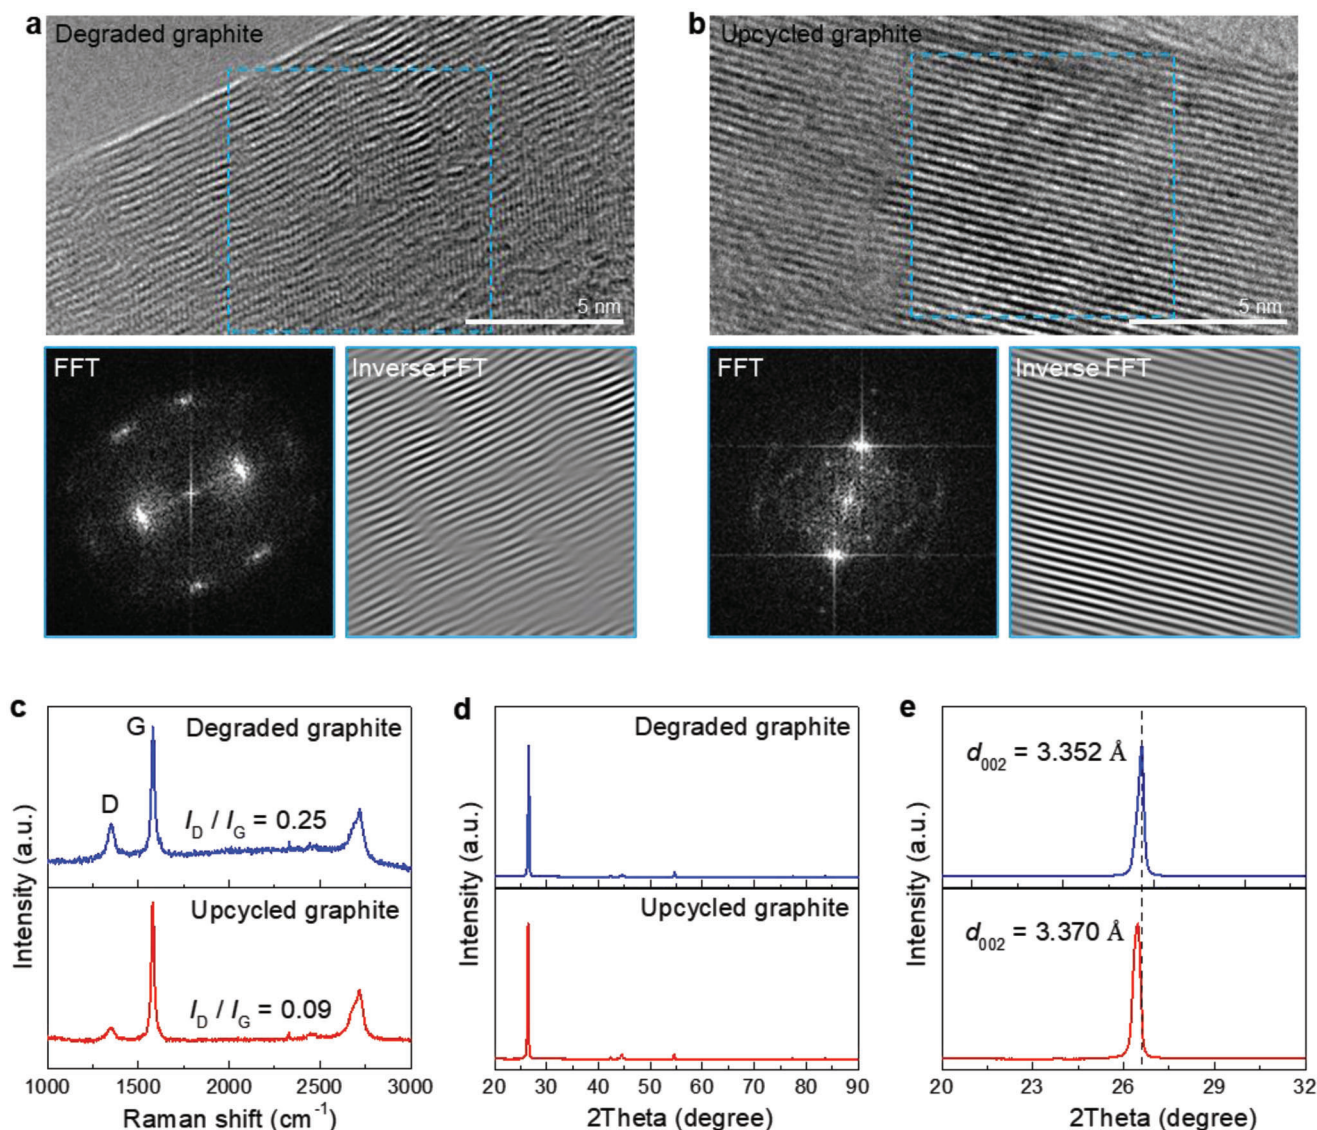 a
Degraded graphite
5 nm
FFT
Inverse FFT
b
Upcycled graphite
5 nm
FFT
Inverse FFT
c
Intensity (a.u.)
G
Degraded graphite
D
I_D / I_G = 0.25
Upcycled graphite
I_D / I_G = 0.09
1000 1500 2000 2500 3000
Raman shift (cm⁻¹)
d
Intensity (a.u.)
Degraded graphite
Upcycled graphite
20 30 40 50 60 70 80 90
2Theta (degree)
e
Intensity (a.u.)
d₀₀₂ = 3.352 Å
d₀₀₂ = 3.370 Å
20 23 26 29 32
2Theta (degree)